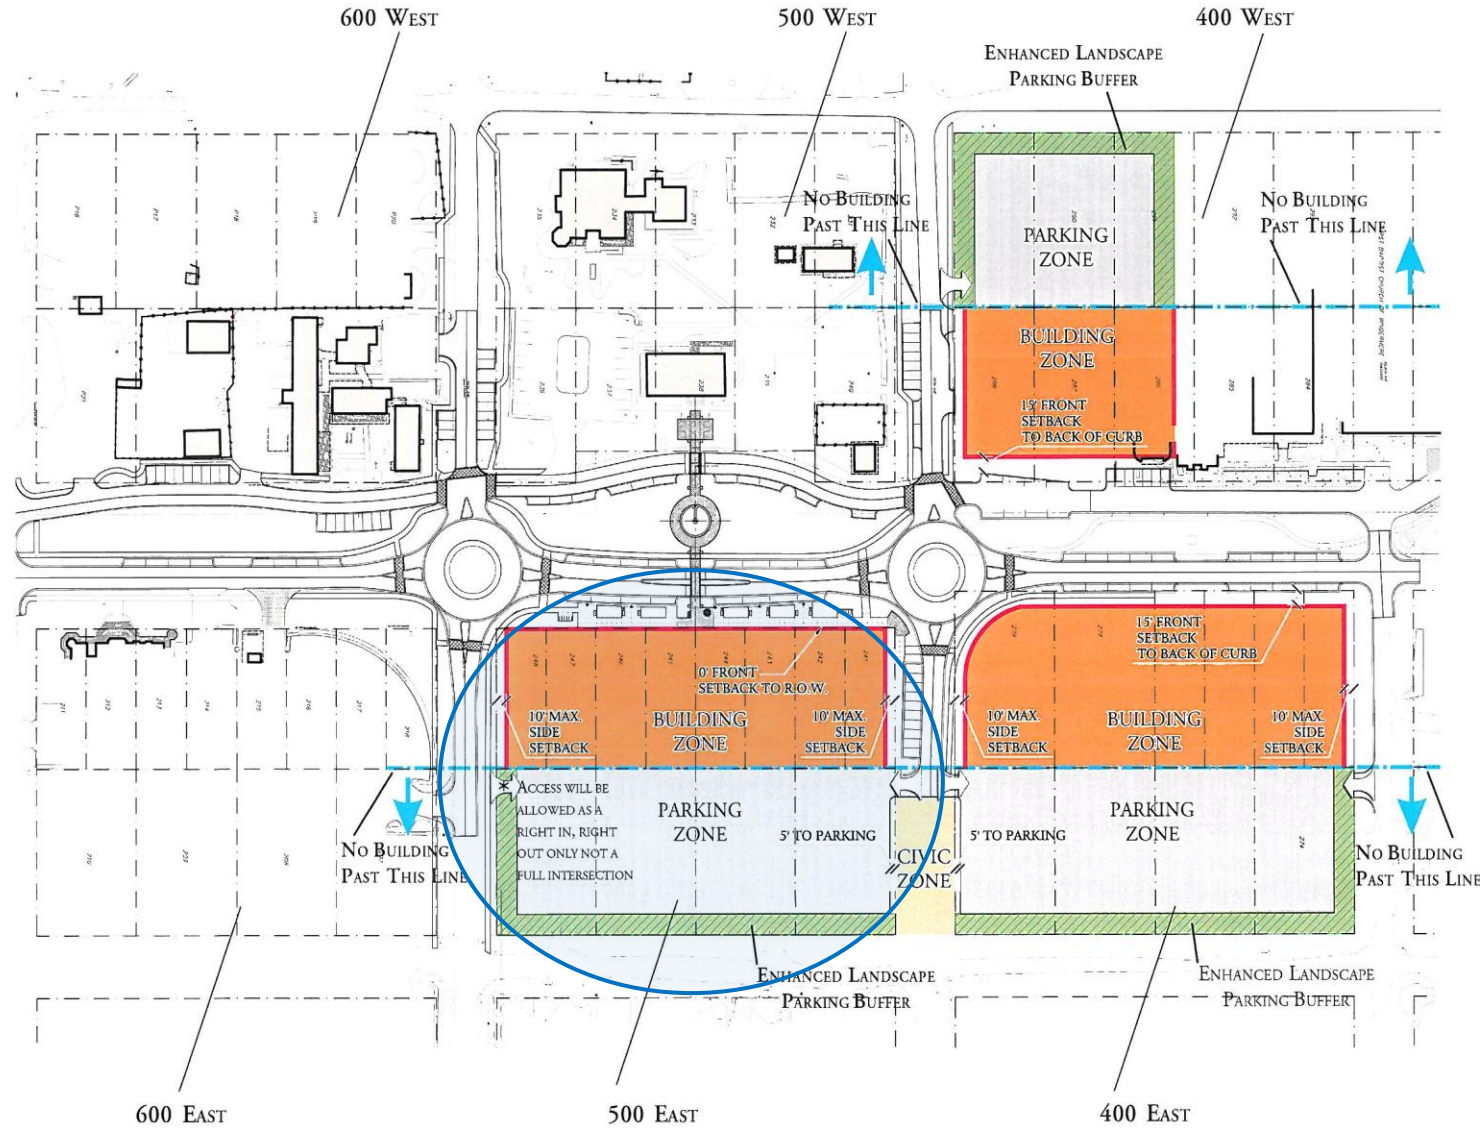 600 WEST
500 WEST
400 WEST
ENHANCED LANDSCAPE
PARKING BUFFER
NO BUILDING
PAST THIS LINE
NO BUILDING
PAST THIS LINE
PARKING
ZONE
BUILDING
ZONE
15' FRONT
SETBACK
TO BACK OF CURB
0' FRONT
SETBACK TO R.O.W.
10' MAX.
SIDE
SETBACK
BUILDING
ZONE
10' MAX.
SIDE
SETBACK
15' FRONT
SETBACK
TO BACK OF CURB
10' MAX.
SIDE
SETBACK
BUILDING
ZONE
10' MAX.
SIDE
SETBACK
* ACCESS WILL BE
ALLOWED AS A
RIGHT IN, RIGHT
OUT ONLY NOT A
FULL INTERSECTION
PARKING
ZONE
5' TO PARKING
CIVIC
ZONE
5' TO PARKING
PARKING
ZONE
NO BUILDING
PAST THIS LINE
NO BUILDING
PAST THIS LINE
ENHANCED LANDSCAPE
PARKING BUFFER
ENHANCED LANDSCAPE
PARKING BUFFER
600 EAST
500 EAST
400 EAST